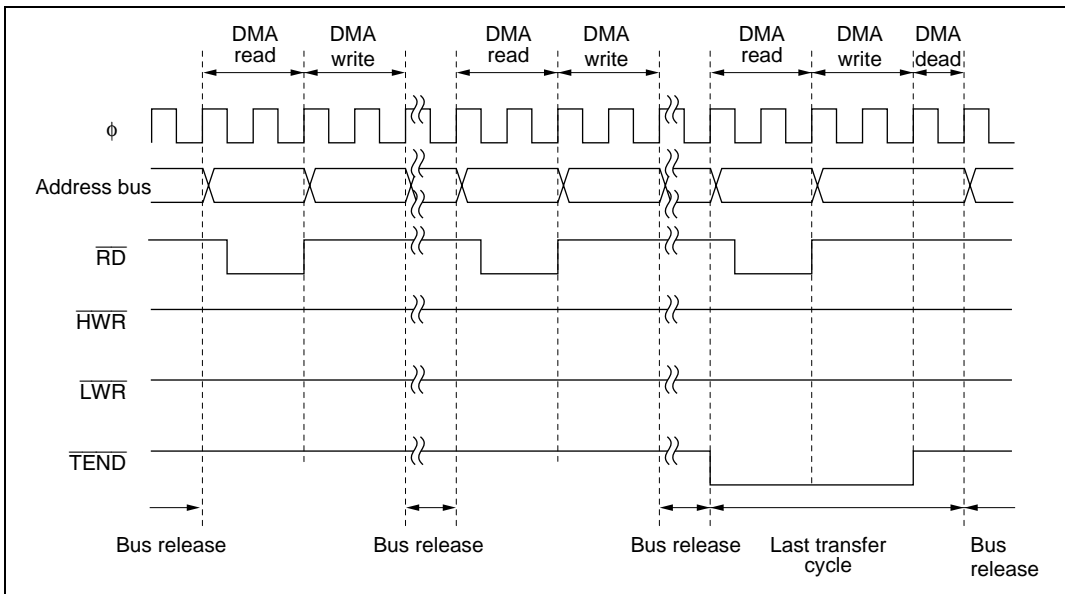 DMA read
DMA write
DMA read
DMA write
DMA read
DMA write
DMA dead
ϕ
Address bus
RD
HWR
LWR
TEND
Bus release
Bus release
Bus release
Last transfer cycle
Bus release